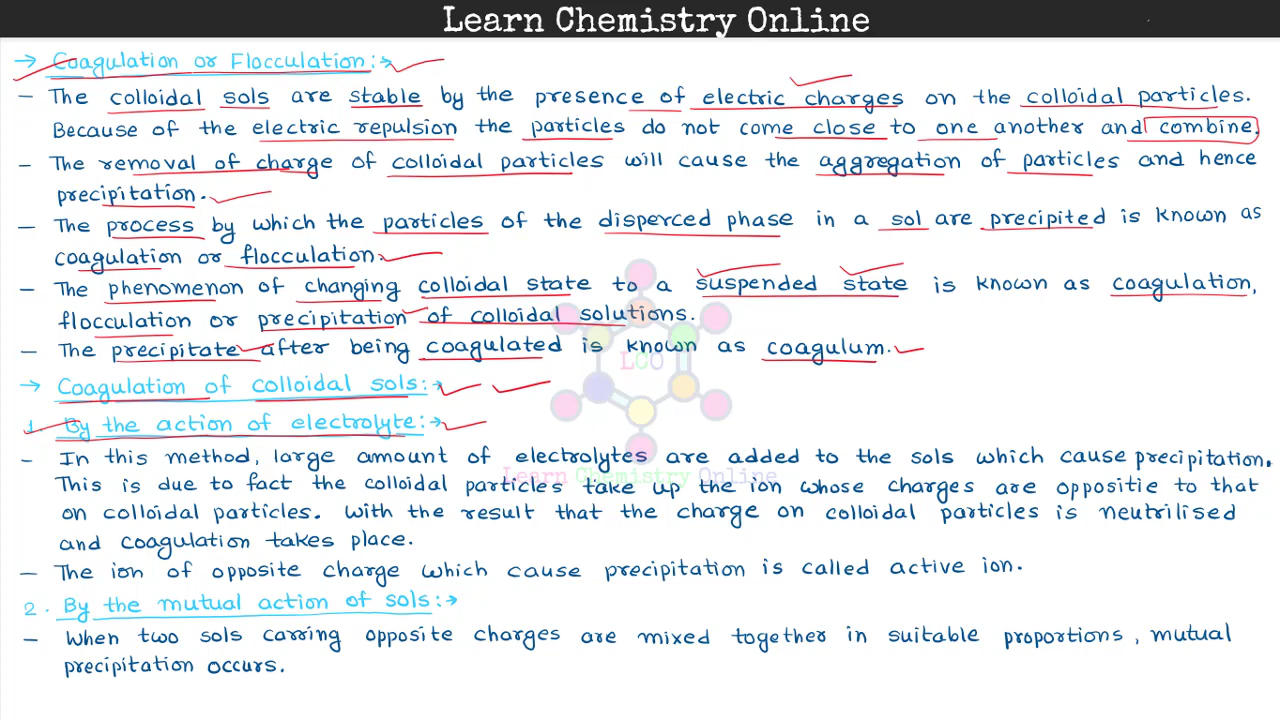 Learn Chemistry Online
→ Coagulation or Flocculation:→
– The colloidal sols are stable by the presence of electric charges on the colloidal particles.
Because of the electric repulsion the particles do not come close to one another and combine.
– The removal of charge of colloidal particles will cause the aggregation of particles and hence
precipitation.
– The process by which the particles of the disperced phase in a sol are precipited is known as
coagulation or flocculation.
– The phenomenon of changing colloidal state to a suspended state is known as coagulation,
flocculation or precipitation of colloidal solutions.
– The precipitate after being coagulated is known as coagulum.
LCO
→ Coagulation of colloidal sols:→
1. By the action of electrolyte:→
– In this method, large amount of electrolytes are added to the sols which cause precipitation.
Learn Chemistry Online
This is due to fact the colloidal particles take up the ion whose charges are oppositie to that
on colloidal particles. With the result that the charge on colloidal particles is neutrilised
and coagulation takes place.
– The ion of opposite charge which cause precipitation is called active ion.
2. By the mutual action of sols:→
– When two sols carring opposite charges are mixed together in suitable proportions, mutual
precipitation occurs.